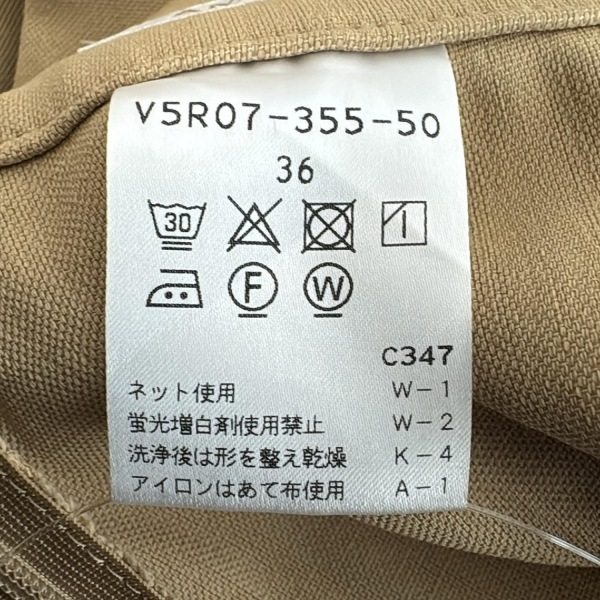 V5R07-355-50
36
30
F W
C347
ネット使用 W-1
蛍光増白剤使用禁止 W-2
洗浄後は形を整え乾燥 K-4
アイロンはあて布使用 A-1